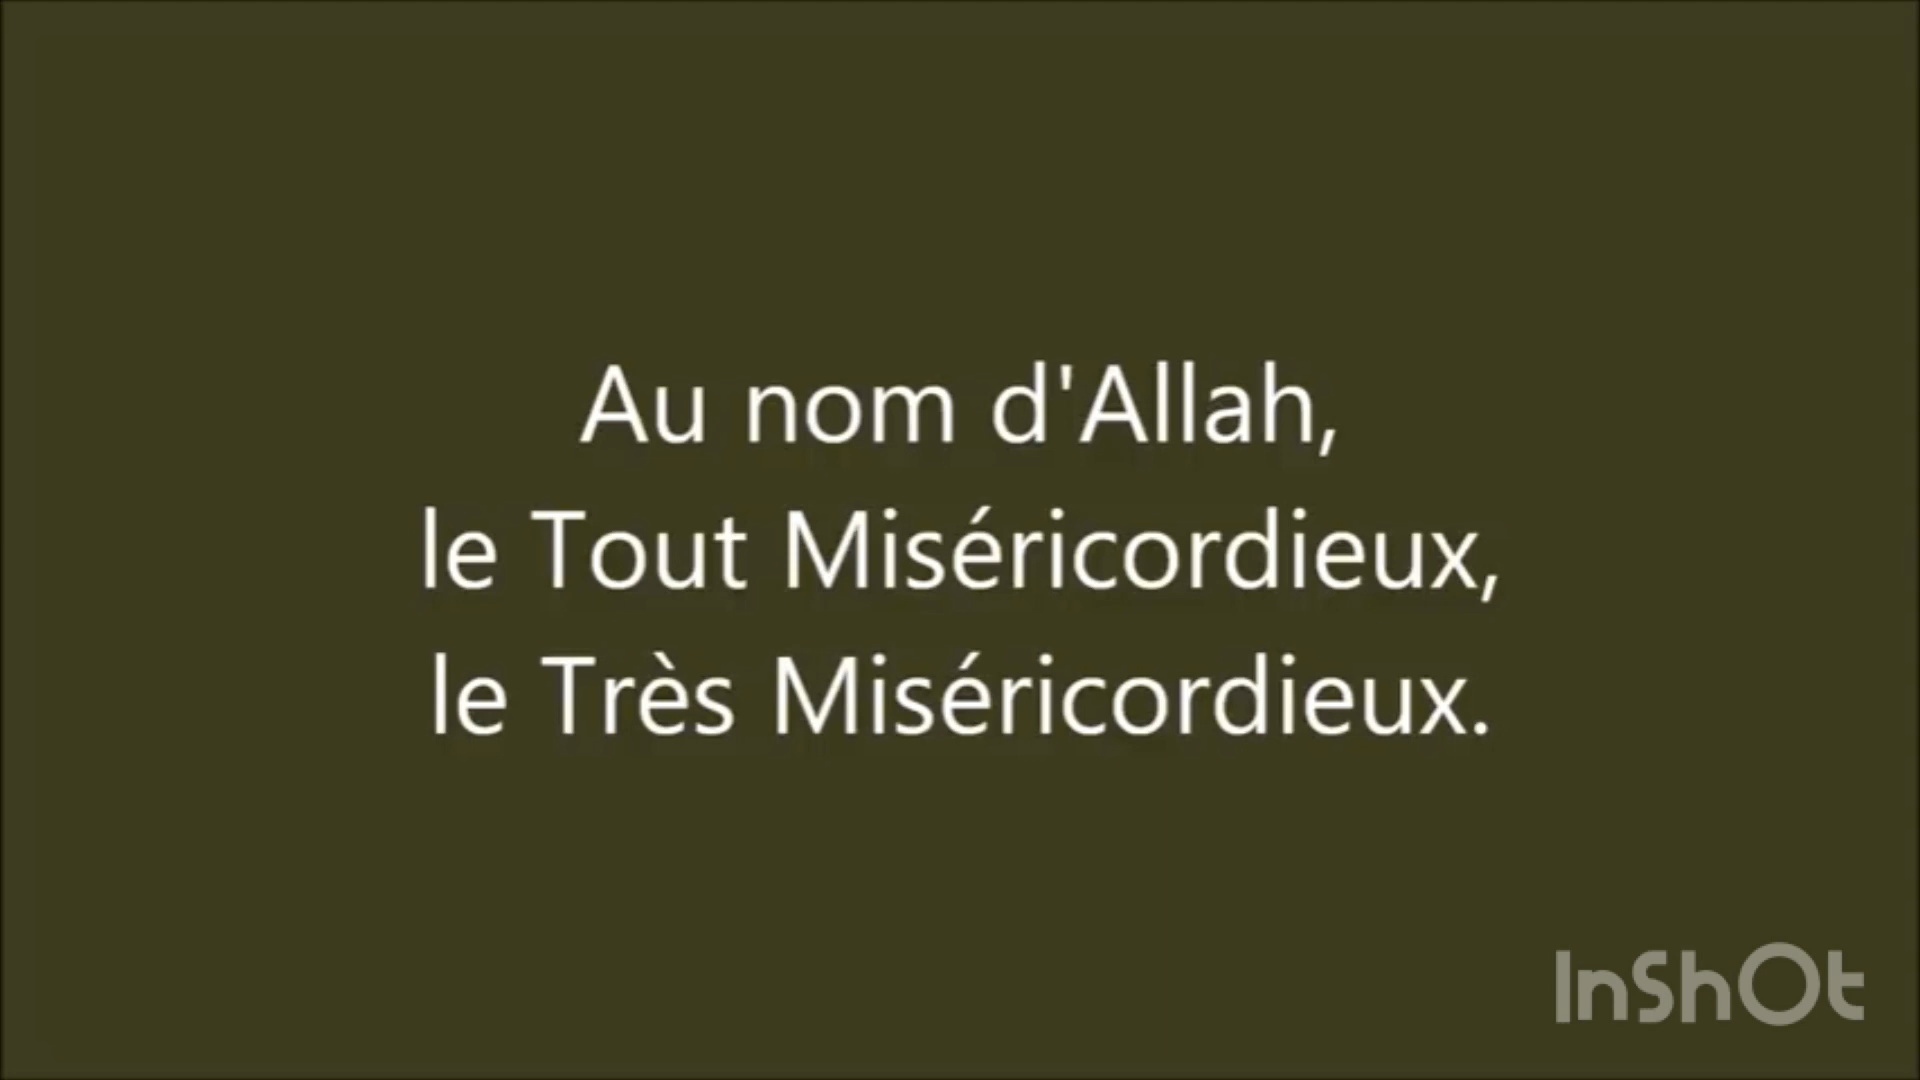 Au nom d'Allah,
le Tout Miséricordieux,
le Très Miséricordieux.
InShOt